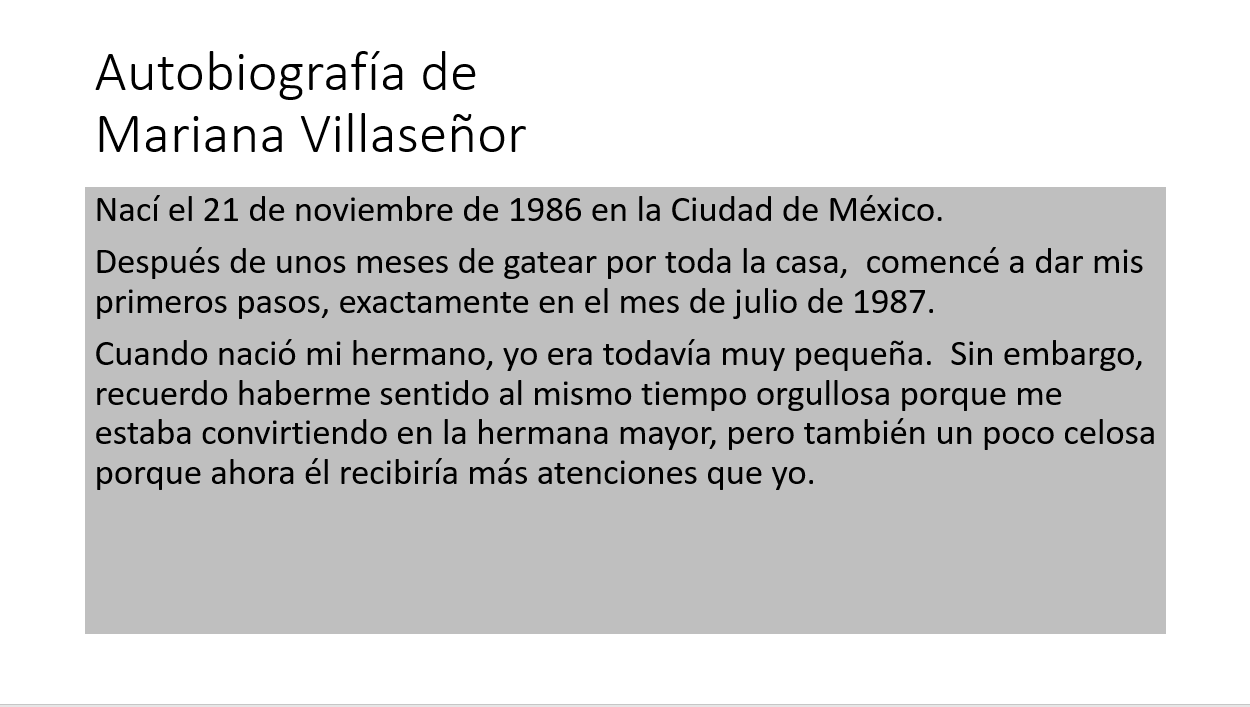 Autobiografía de
Mariana Villaseñor
Nací el 21 de noviembre de 1986 en la Ciudad de México.
Después de unos meses de gatear por toda la casa,  comencé a dar mis
primeros pasos, exactamente en el mes de julio de 1987.
Cuando nació mi hermano, yo era todavía muy pequeña.  Sin embargo,
recuerdo haberme sentido al mismo tiempo orgullosa porque me
estaba convirtiendo en la hermana mayor, pero también un poco celosa
porque ahora él recibiría más atenciones que yo.